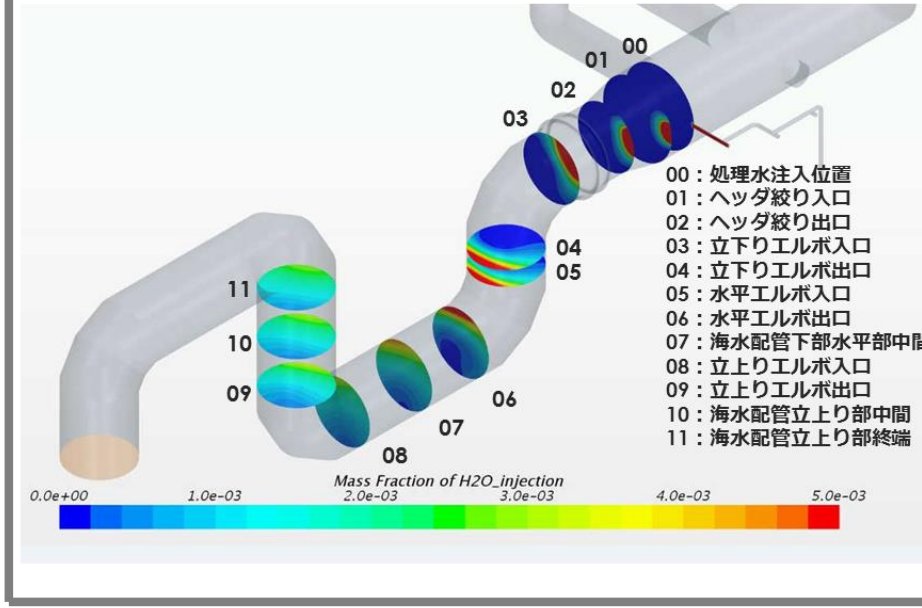 00
01
02
03
04
05
06
07
08
09
10
11
00：処理水注入位置
01：ヘッダ絞り入口
02：ヘッダ絞り出口
03：立下りエルボ入口
04：立下りエルボ出口
05：水平エルボ入口
06：水平エルボ出口
07：海水配管下部水平部中間
08：立上りエルボ入口
09：立上りエルボ出口
10：海水配管立上り部中間
11：海水配管立上り部終端
Mass Fraction of H2O_injection
0.0e+00 1.0e-03 2.0e-03 3.0e-03 4.0e-03 5.0e-03